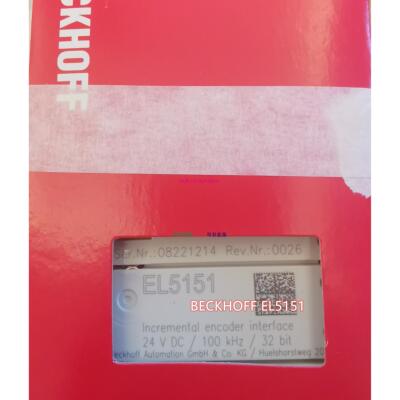 ECKHOFF
Ser.Nr.:08221214 Rev.Nr.:0026
EL5151
BECKHOFF EL5151
Incremental encoder interface
24 V DC / 100 kHz / 32 bit
Beckhoff Automation GmbH & Co. KG / Huelshorstweg 20